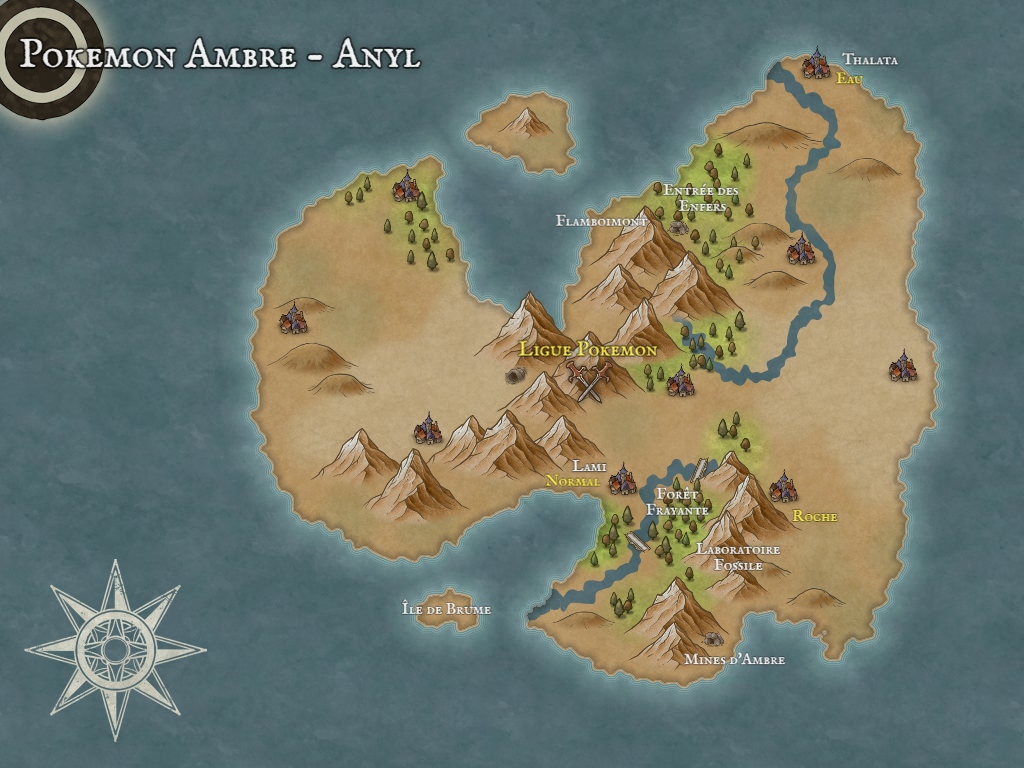 Pokemon Ambre - Anyl
Thalata
Eau
Entrée des
Enfers
Flamboimont
Ligue Pokemon
Lami
Normal
Forêt
Frayante
Roche
Laboratoire
Fossile
Île de Brume
Mines d'Ambre